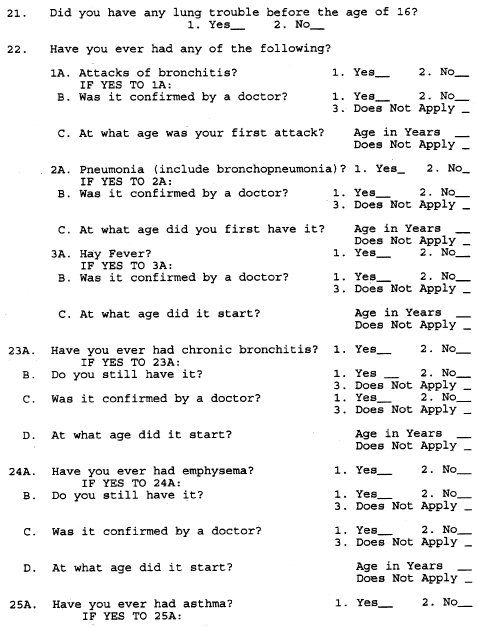 21. Did you have any lung trouble before the age of 16?
1. Yes__ 2. No__
22. Have you ever had any of the following?
1A. Attacks of bronchitis? 1. Yes__ 2. No__
IF YES TO 1A:
B. Was it confirmed by a doctor? 1. Yes__ 2. No__
3. Does Not Apply _
C. At what age was your first attack? Age in Years __
Does Not Apply _
2A. Pneumonia (include bronchopneumonia)? 1. Yes_ 2. No_
IF YES TO 2A:
B. Was it confirmed by a doctor? 1. Yes__ 2. No__
3. Does Not Apply _
C. At what age did you first have it? Age in Years __
Does Not Apply _
3A. Hay Fever? 1. Yes__ 2. No__
IF YES TO 3A:
B. Was it confirmed by a doctor? 1. Yes__ 2. No__
3. Does Not Apply _
C. At what age did it start? Age in Years __
Does Not Apply _
23A. Have you ever had chronic bronchitis? 1. Yes__ 2. No__
IF YES TO 23A:
B. Do you still have it? 1. Yes __ 2. No__
3. Does Not Apply _
C. Was it confirmed by a doctor? 1. Yes__ 2. No__
3. Does Not Apply _
D. At what age did it start? Age in Years __
Does Not Apply _
24A. Have you ever had emphysema? 1. Yes__ 2. No__
IF YES TO 24A:
B. Do you still have it? 1. Yes__ 2. No__
3. Does Not Apply _
C. Was it confirmed by a doctor? 1. Yes__ 2. No__
3. Does Not Apply _
D. At what age did it start? Age in Years __
Does Not Apply _
25A. Have you ever had asthma? 1. Yes__ 2. No__
IF YES TO 25A: